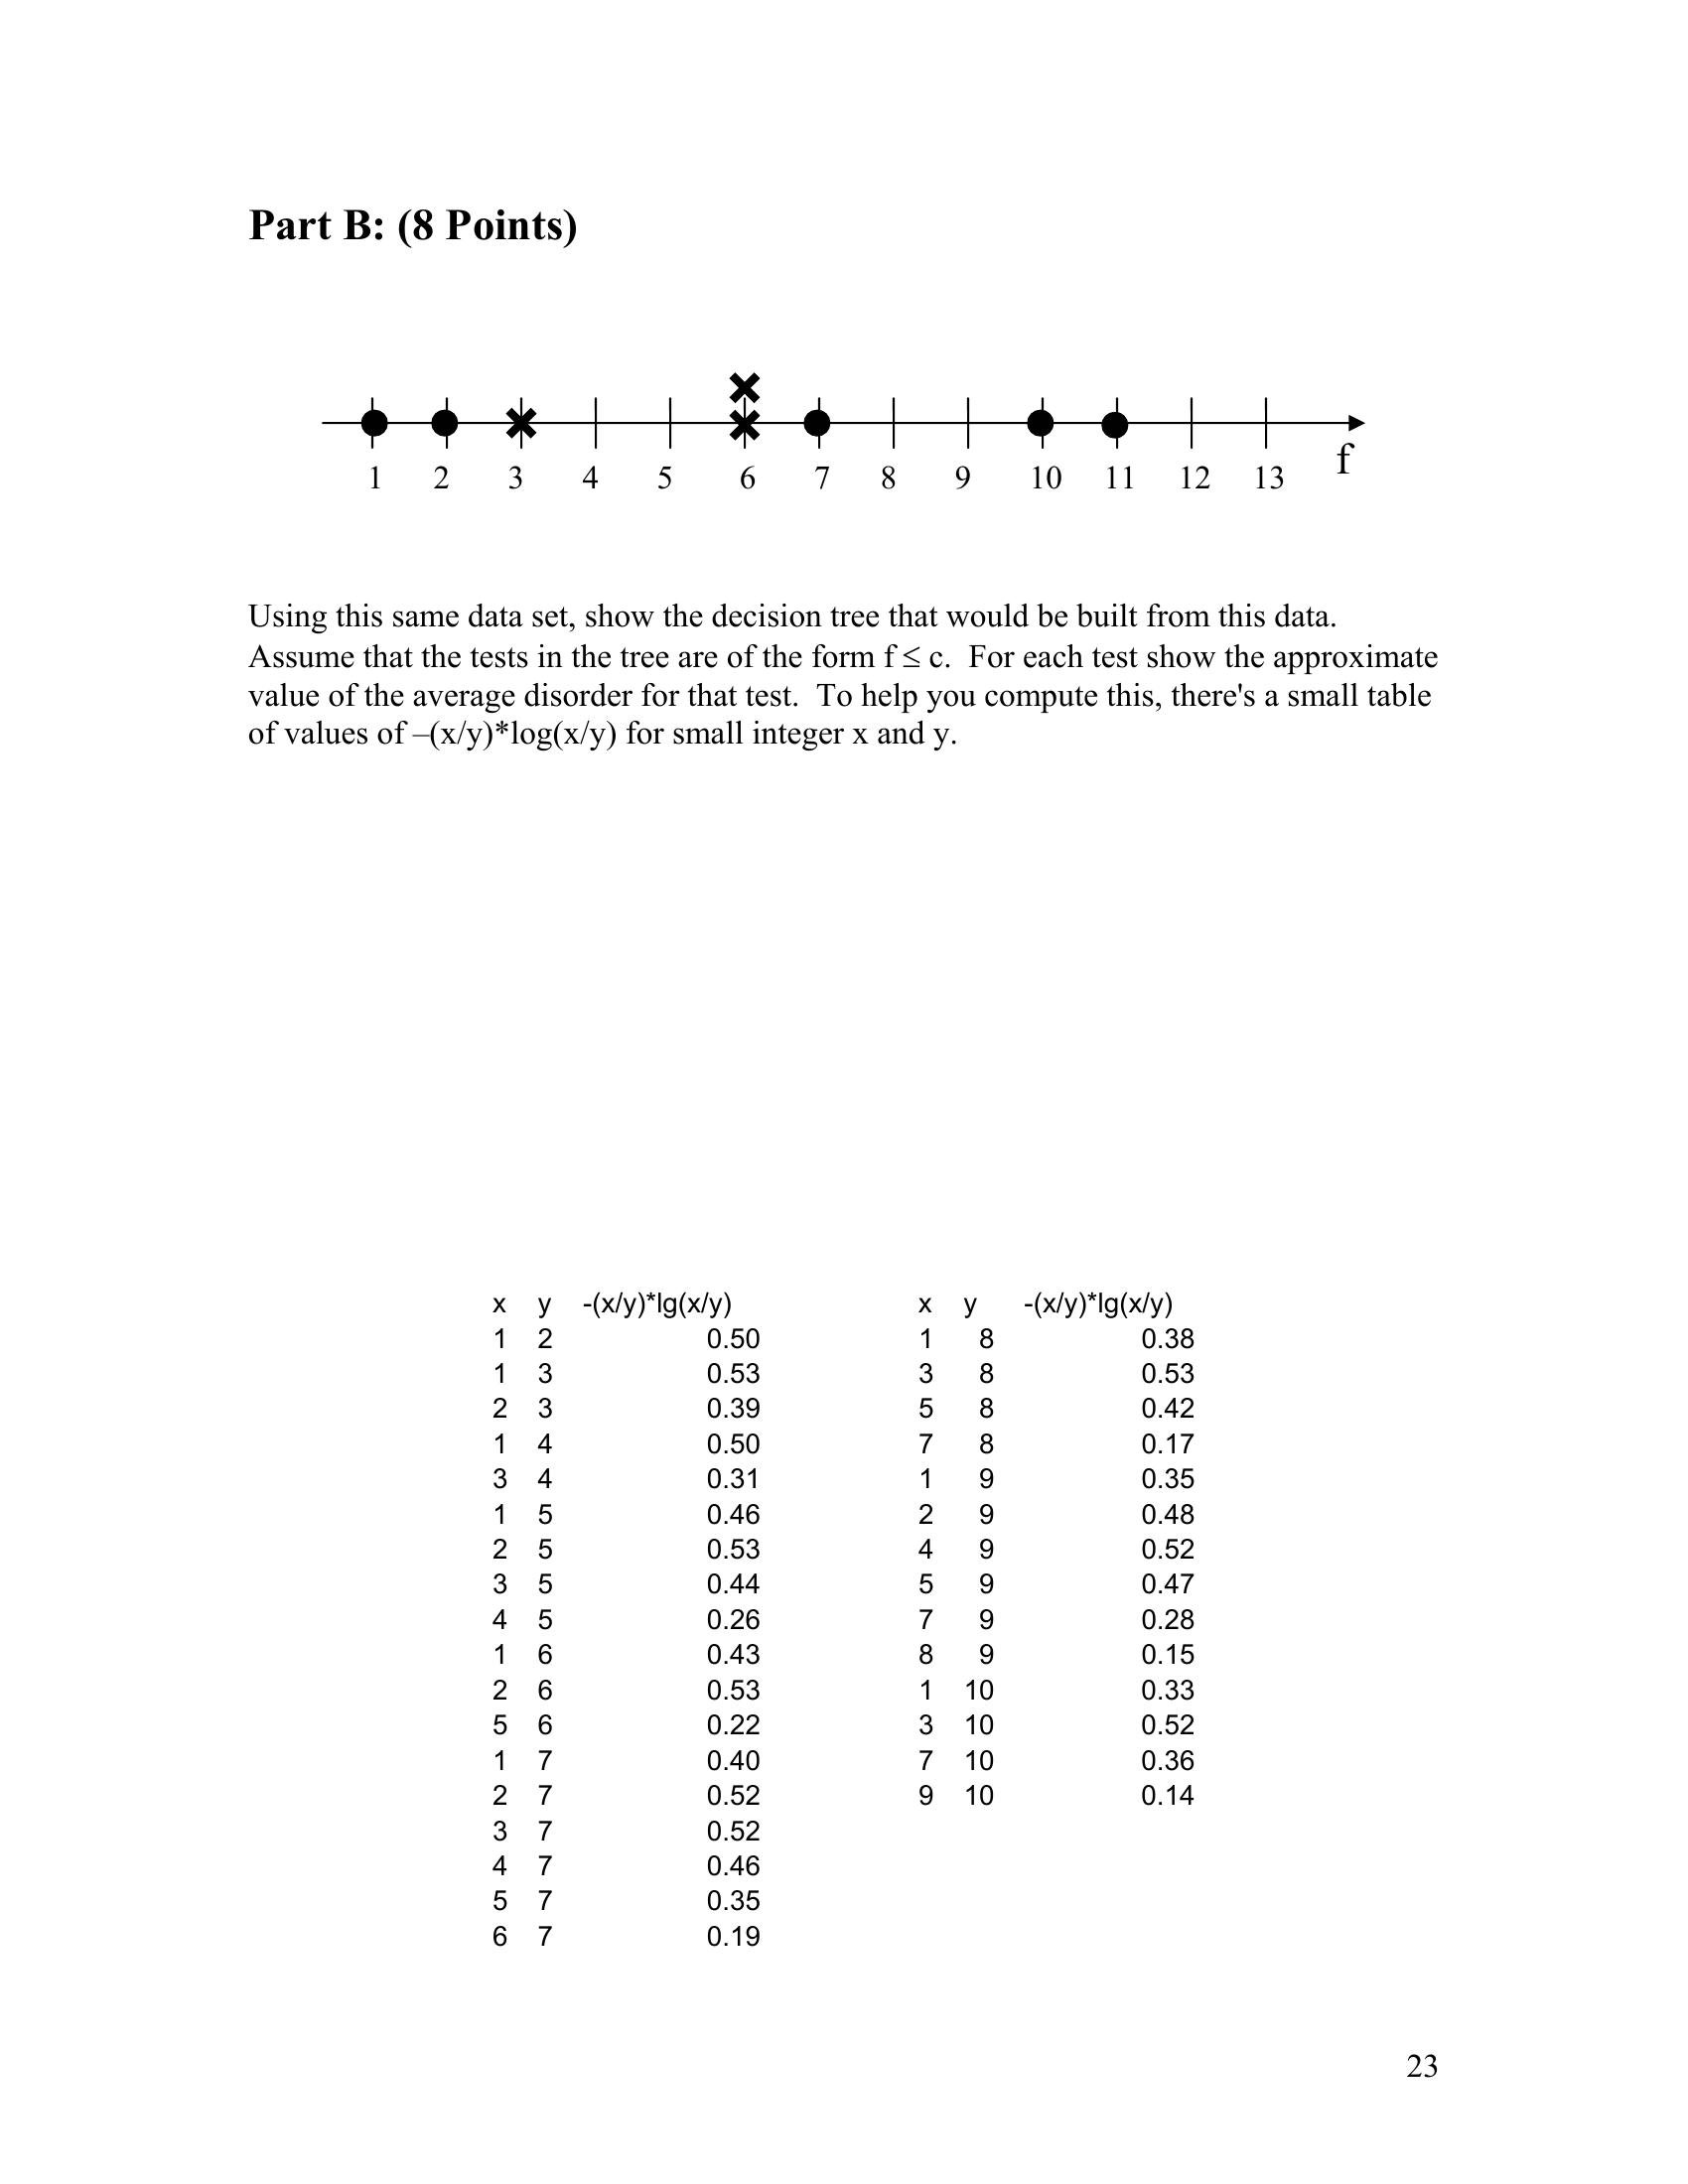 Part B: (8 Points)
1 2 3 4 5 6 7 8 9 10 11 12 13 f
Using this same data set, show the decision tree that would be built from this data.
Assume that the tests in the tree are of the form f ≤ c.  For each test show the approximate
value of the average disorder for that test.  To help you compute this, there's a small table
of values of –(x/y)*log(x/y) for small integer x and y.
x y -(x/y)*lg(x/y) x y -(x/y)*lg(x/y)
1 2 0.50 1 8 0.38
1 3 0.53 3 8 0.53
2 3 0.39 5 8 0.42
1 4 0.50 7 8 0.17
3 4 0.31 1 9 0.35
1 5 0.46 2 9 0.48
2 5 0.53 4 9 0.52
3 5 0.44 5 9 0.47
4 5 0.26 7 9 0.28
1 6 0.43 8 9 0.15
2 6 0.53 1 10 0.33
5 6 0.22 3 10 0.52
1 7 0.40 7 10 0.36
2 7 0.52 9 10 0.14
3 7 0.52
4 7 0.46
5 7 0.35
6 7 0.19
23